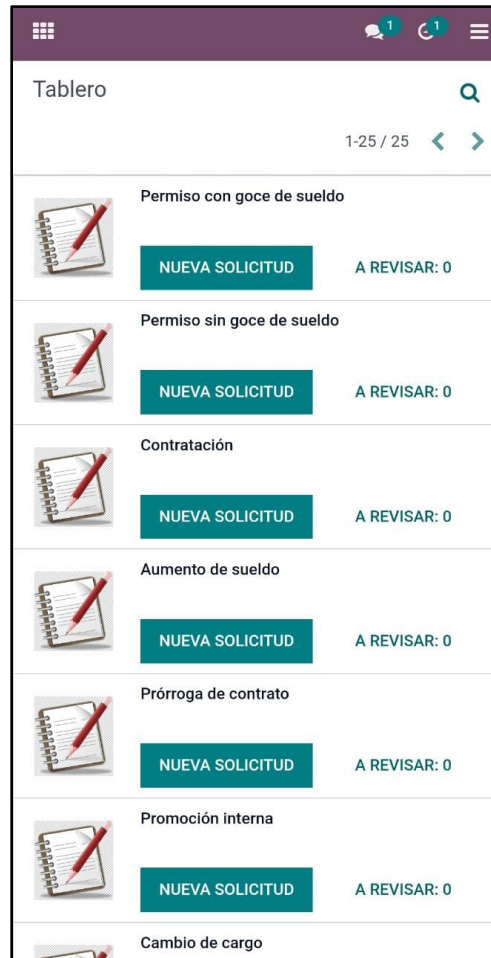 1 1
Tablero
1-25 / 25
Permiso con goce de sueldo
NUEVA SOLICITUD A REVISAR: 0
Permiso sin goce de sueldo
NUEVA SOLICITUD A REVISAR: 0
Contratación
NUEVA SOLICITUD A REVISAR: 0
Aumento de sueldo
NUEVA SOLICITUD A REVISAR: 0
Prórroga de contrato
NUEVA SOLICITUD A REVISAR: 0
Promoción interna
NUEVA SOLICITUD A REVISAR: 0
Cambio de cargo